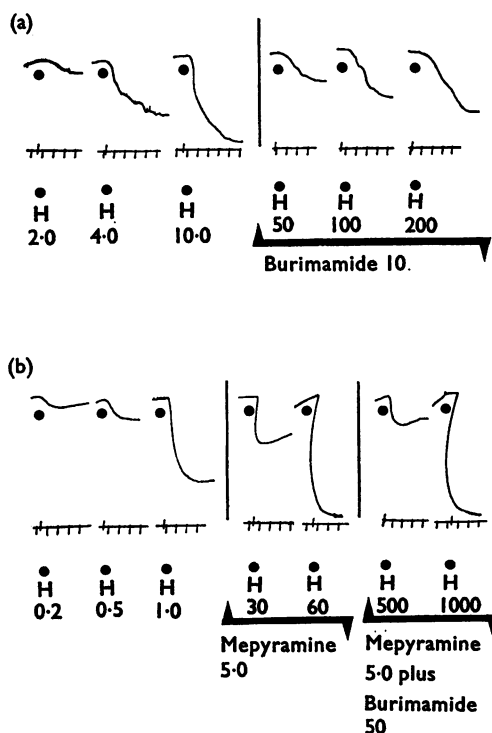 (a)
H H H H H H
2·0 4·0 10·0 50 100 200
Burimamide 10.
(b)
H H H H H H H
0·2 0·5 1·0 30 60 500 1000
Mepyramine Mepyramine
5·0 5·0 plus
Burimamide
50